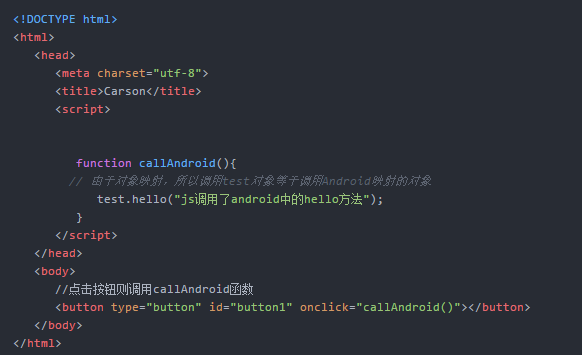 <!DOCTYPE html>
<html>
<head>
<meta charset="utf-8">
<title>Carson</title>
<script>
function callAndroid(){
// 由于对象映射，所以调用test对象等于调用Android映射的对象
test.hello("js调用了android中的hello方法");
}
</script>
</head>
<body>
//点击按钮则调用callAndroid函数
<button type="button" id="button1" onclick="callAndroid()"></button>
</body>
</html>